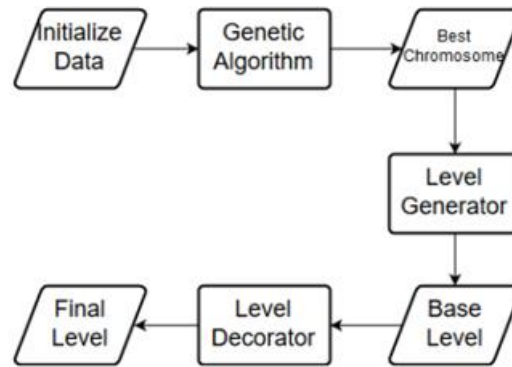 Initialize
Data
Genetic
Algorithm
Best
Chromosome
Level
Generator
Base
Level
Level
Decorator
Final
Level